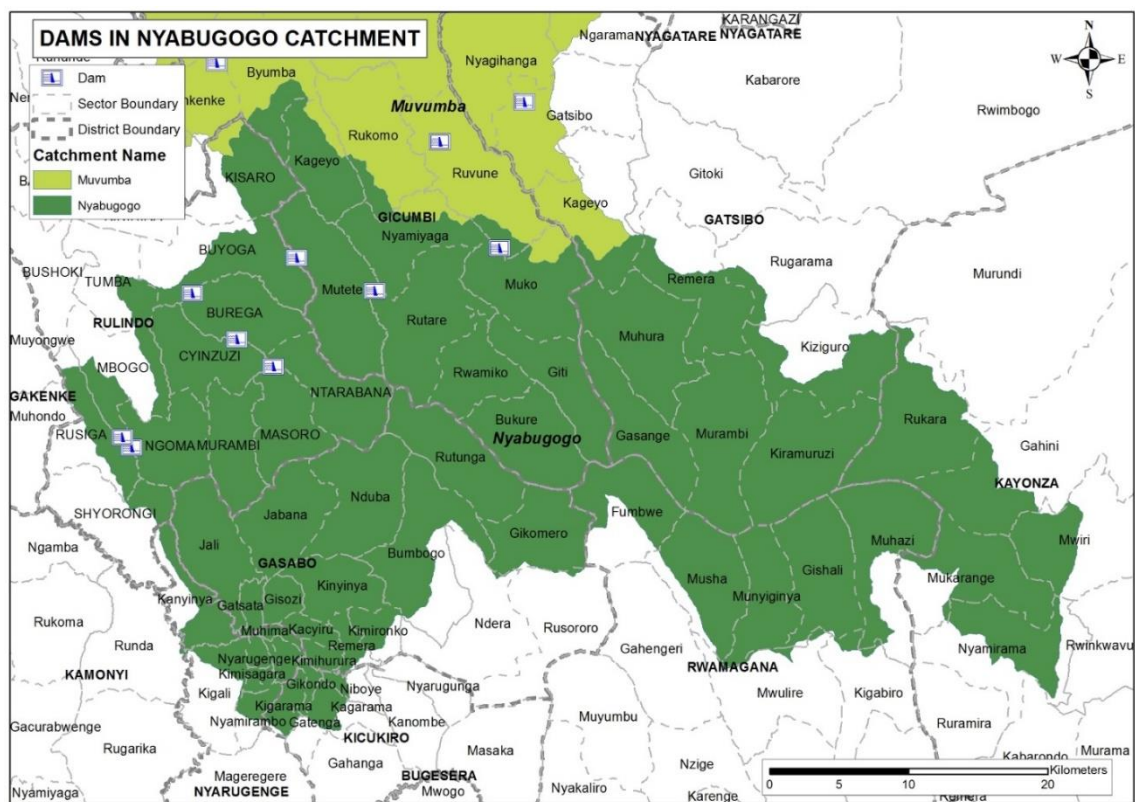 DAMS IN NYABUGOGO CATCHMENT
Dam
Sector Boundary
District Boundary
Catchment Name
Muvumba
Nyabugogo
N
W E
S
KARANGAZI
Ngarama NYAGATARE NYAGATARE
Byumba
Nyagihanga
Kabarore
Muvumba
Gatsibo
Rwimbogo
Rukomo
Kageyo
Ruvune
Gitoki
KISARO
Kageyo
GICUMBI
GATSIBO
Nyamiyaga
BUYOGA
Rugarama
BUSHOKI
TUMBA
Remera
Murundi
Mutete
Muko
BUREGA
Rutare
RULINDO
Muhura
Muyongwe
CYINZUZI
Kiziguro
MBOGO
Rwamiko
Giti
GAKENKE
NTARABANA
Muhondo
Bukure
Rukara
RUSIGA
NGOMA
MURAMBI
MASORO
Nyabugogo
Gasange
Murambi
Gahini
Rutunga
Kiramuruzi
KAYONZA
Nduba
SHYORONGI
Jabana
Fumbwe
Gikomero
Mwiri
Jali
Muhazi
Ngamba
Bumbogo
GASABO
Gishali
Kinyinya
Musha
Mukarange
Kanyinya
Gatsata
Gisozi
Munyiginya
Rukoma
Muhima
Kacyiru
Kimironko
Ndera
Rusororo
Runda
Remera
Gahengeri
Nyamirama
Rwinkwavu
Nyarugenge
Kimihurura
RWAMAGANA
KAMONYI
Kimisagara
Gikondo
Niboye
Nyarugunga
Kigali
Mwulire
Kigabiro
Kigarama
Kagarama
Gacurabwenge
Nyamirambo
Gatenga
Kanombe
Muyumbu
Ruramira
KICUKIRO
Rugarika
Masaka
Kabarondo
Murama
Gahanga
Nzige
Mageregere
BUGESERA
Kilometers
Nyamiyaga
NYARUGENGE
Mwogo
Nyakaliro
Karenge
0 5 10 20